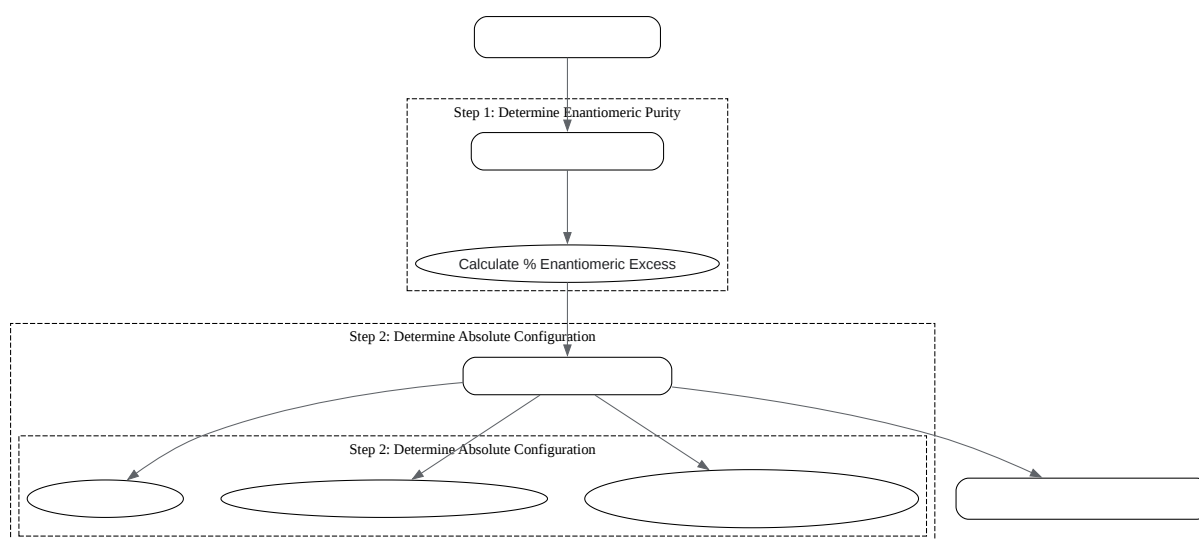 Step 1: Determine Enantiomeric Purity
Calculate % Enantiomeric Excess
Step 2: Determine Absolute Configuration
Step 2: Determine Absolute Configuration